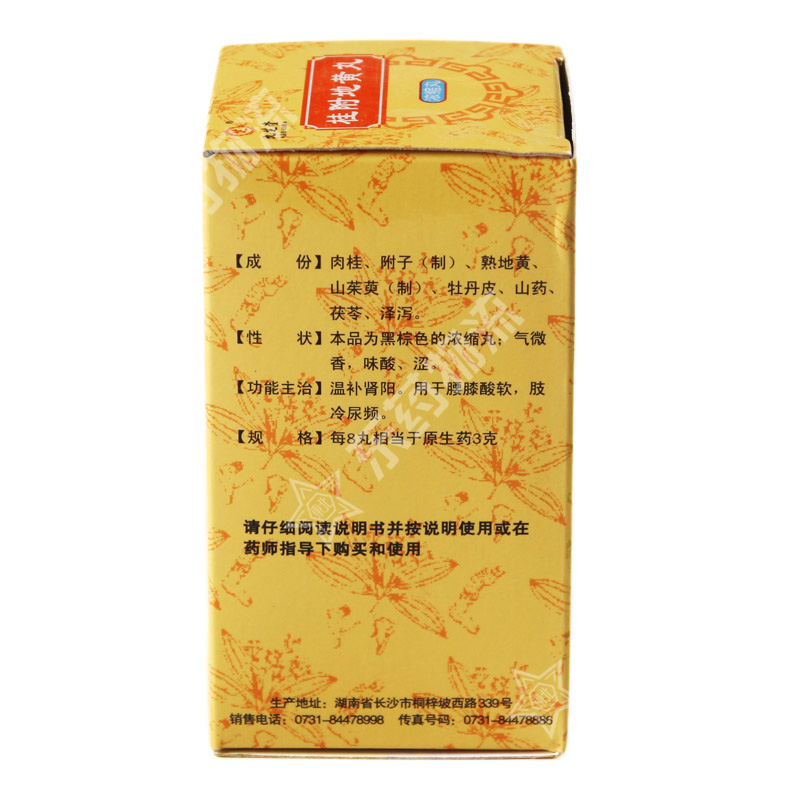 桂附地黄丸
浓缩丸
九芝堂
【成 份】肉桂、附子（制）、熟地黄、
山茱萸（制）、牡丹皮、山药、
茯苓、泽泻。
【性 状】本品为黑棕色的浓缩丸；气微
香，味酸、涩。
【功能主治】温补肾阳。用于腰膝酸软，肢
冷尿频。
【规 格】每8丸相当于原生药3克
请仔细阅读说明书并按说明使用或在
药师指导下购买和使用
生产地址：湖南省长沙市桐梓坡西路339号
销售电话：0731-84478998 传真号码：0731-84478886